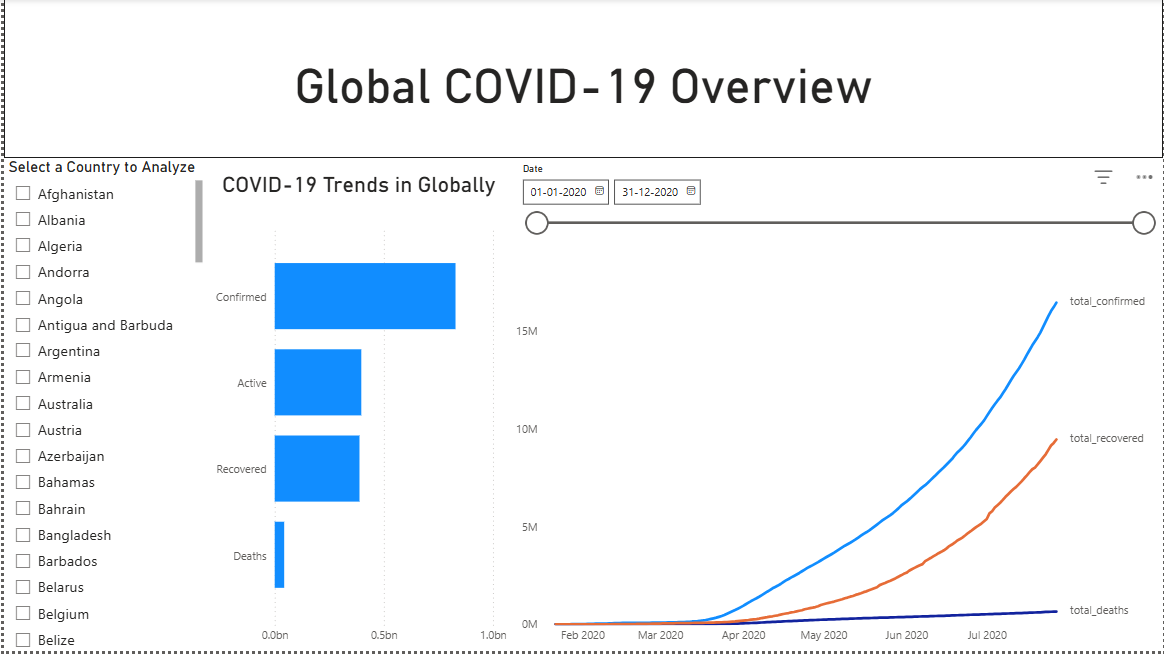 Global COVID-19 Overview
Select a Country to Analyze
Afghanistan
Albania
Algeria
Andorra
Angola
Antigua and Barbuda
Argentina
Armenia
Australia
Austria
Azerbaijan
Bahamas
Bahrain
Bangladesh
Barbados
Belarus
Belgium
Belize
COVID-19 Trends in Globally
Confirmed
Active
Recovered
Deaths
0.0bn 0.5bn 1.0bn
Date
01-01-2020 31-12-2020
15M
10M
5M
0M
total_confirmed
total_recovered
total_deaths
Feb 2020 Mar 2020 Apr 2020 May 2020 Jun 2020 Jul 2020